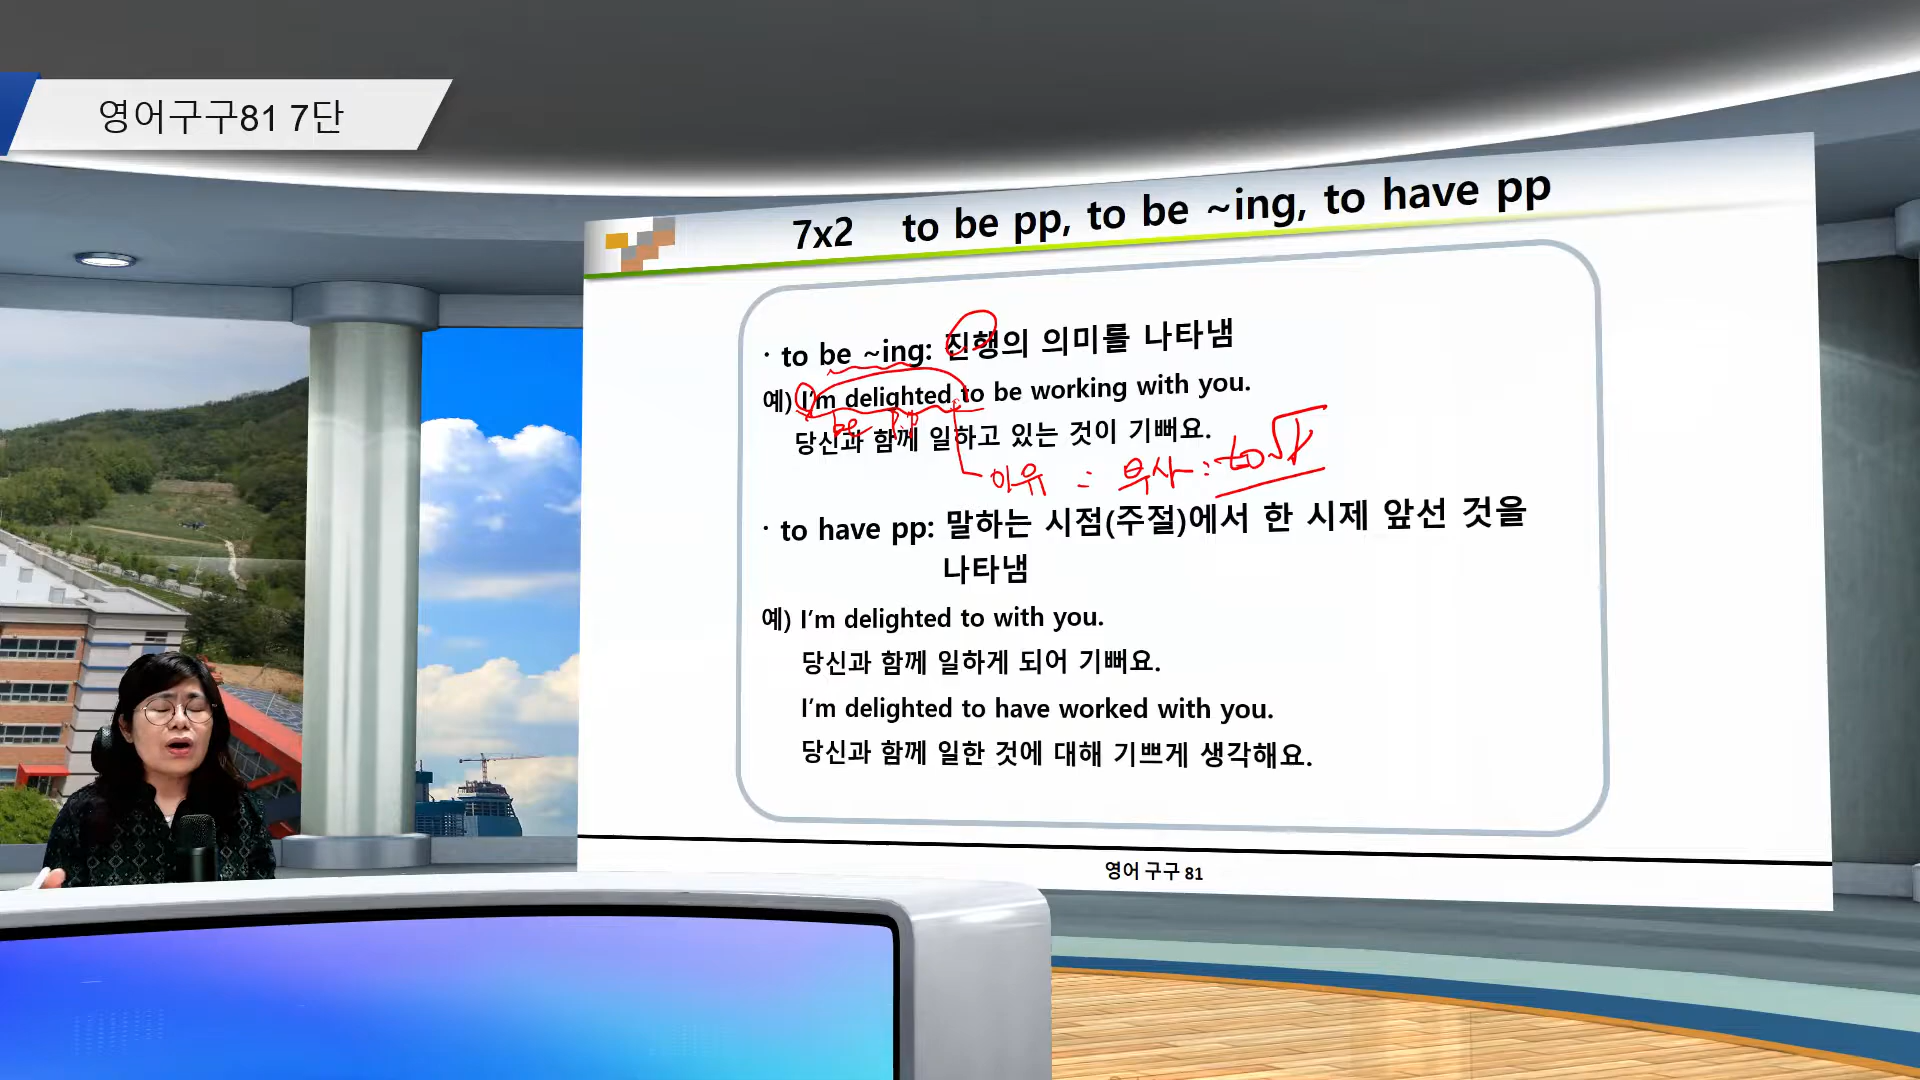 영어구구81 7단
7x2 to be pp, to be ~ing, to have pp
· to be ~ing: 진행의 의미를 나타냄
예) I'm delighted to be working with you.
be p.p
당신과 함께 일하고 있는 것이 기뻐요.
이유 : 부사 : to√
· to have pp: 말하는 시점(주절)에서 한 시제 앞선 것을
나타냄
예) I'm delighted to with you.
당신과 함께 일하게 되어 기뻐요.
I'm delighted to have worked with you.
당신과 함께 일한 것에 대해 기쁘게 생각해요.
영어 구구 81